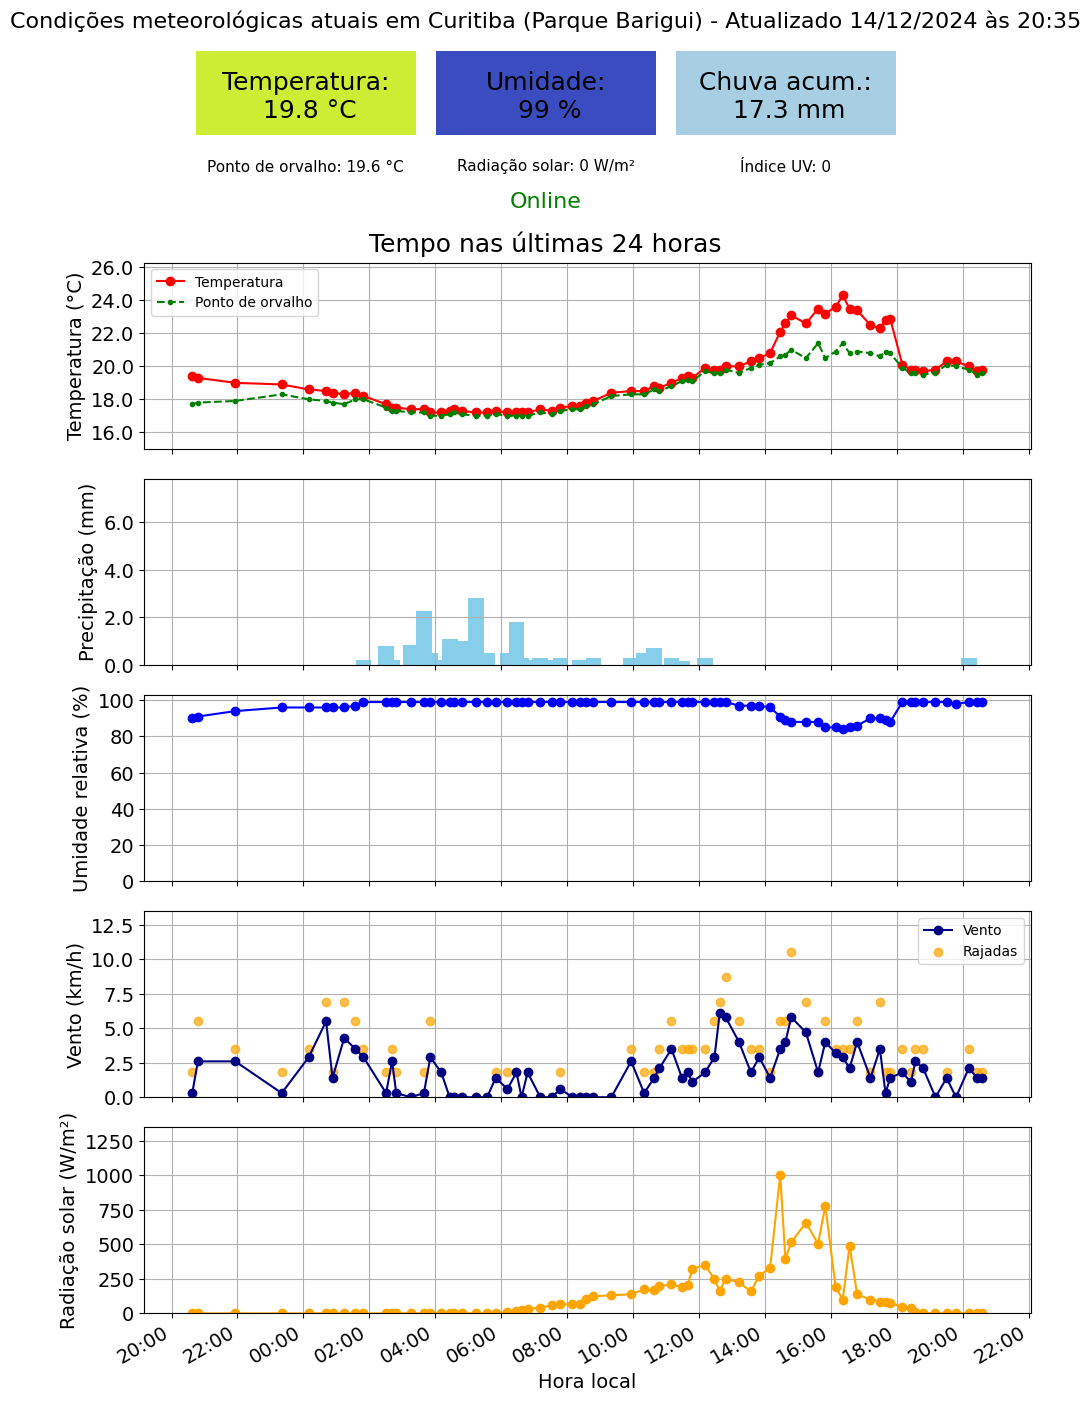 Condições meteorológicas atuais em Curitiba (Parque Barigui) - Atualizado 14/12/2024 às 20:35
Temperatura:
19.8 °C
Umidade:
99 %
Chuva acum.:
17.3 mm
Ponto de orvalho: 19.6 °C
Radiação solar: 0 W/m²
Índice UV: 0
Online
Tempo nas últimas 24 horas
Temperatura (°C)
26.0
24.0
22.0
20.0
18.0
16.0
Temperatura
Ponto de orvalho
Precipitação (mm)
6.0
4.0
2.0
0.0
Umidade relativa (%)
100
80
60
40
20
0
Vento (km/h)
12.5
10.0
7.5
5.0
2.5
0.0
Vento
Rajadas
Radiação solar (W/m²)
1250
1000
750
500
250
0
20:00
22:00
00:00
02:00
04:00
06:00
08:00
10:00
12:00
14:00
16:00
18:00
20:00
22:00
Hora local